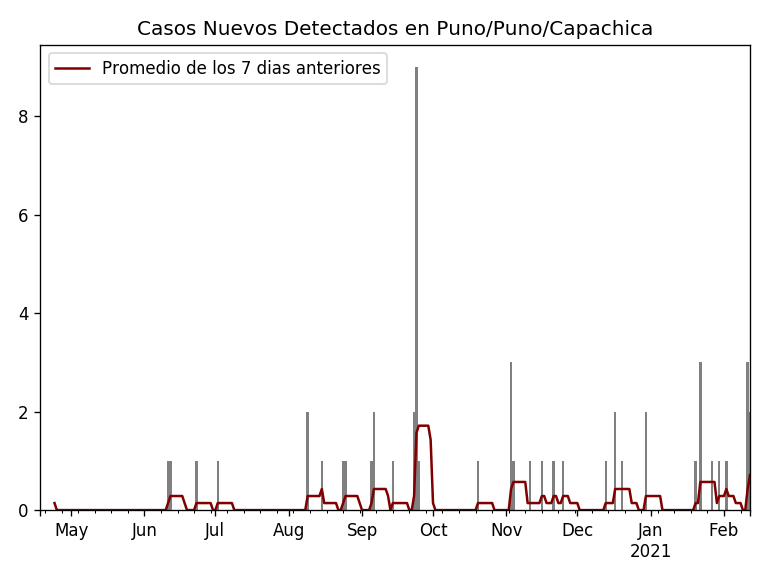 Casos Nuevos Detectados en Puno/Puno/Capachica
Promedio de los 7 dias anteriores
8
6
4
2
0
May Jun Jul Aug Sep Oct Nov Dec Jan Feb
2021